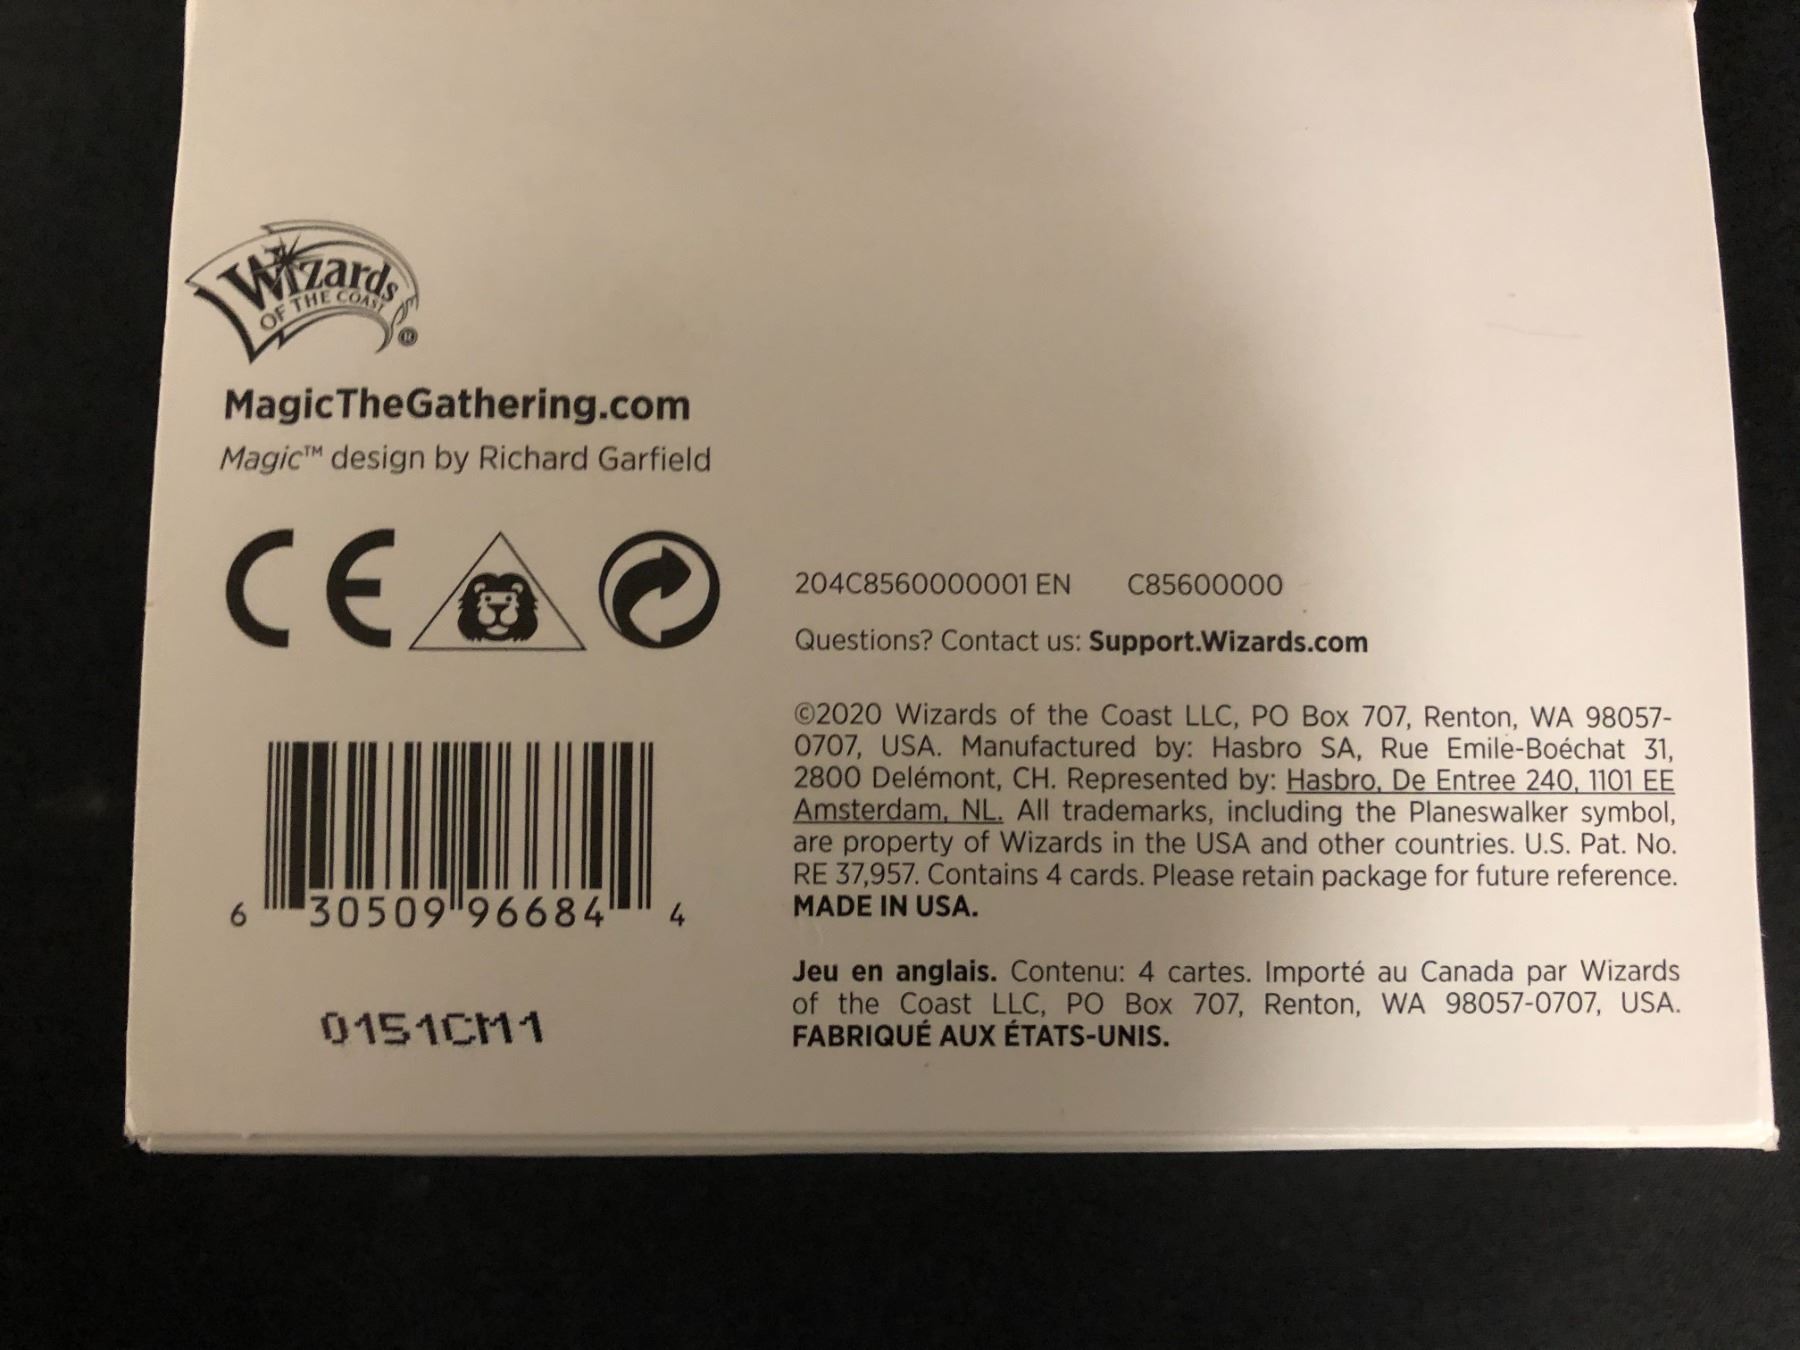 Wizards
OF THE COAST
®
MagicTheGathering.com
Magic™ design by Richard Garfield
CE
204C8560000001 EN C85600000
Questions? Contact us: Support.Wizards.com
©2020 Wizards of the Coast LLC, PO Box 707, Renton, WA 98057-
0707, USA. Manufactured by: Hasbro SA, Rue Emile-Boéchat 31,
2800 Delémont, CH. Represented by: Hasbro, De Entree 240, 1101 EE
Amsterdam, NL. All trademarks, including the Planeswalker symbol,
are property of Wizards in the USA and other countries. U.S. Pat. No.
RE 37,957. Contains 4 cards. Please retain package for future reference.
MADE IN USA.
6 30509 96684 4
Jeu en anglais. Contenu: 4 cartes. Importé au Canada par Wizards
of the Coast LLC, PO Box 707, Renton, WA 98057-0707, USA.
FABRIQUÉ AUX ÉTATS-UNIS.
0151CM1